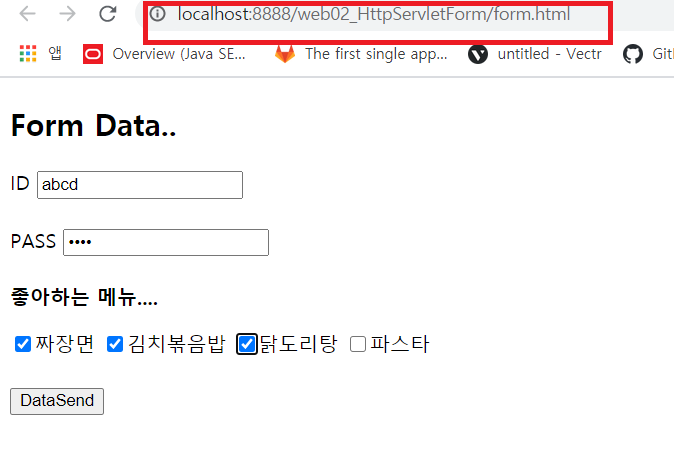 localhost:8888/web02_HttpServletForm/form.html
앱 Overview (Java SE... The first single app... untitled - Vectr Gitl
Form Data..
ID abcd
PASS ••••
좋아하는 메뉴....
짜장면 김치볶음밥 닭도리탕 파스타
DataSend